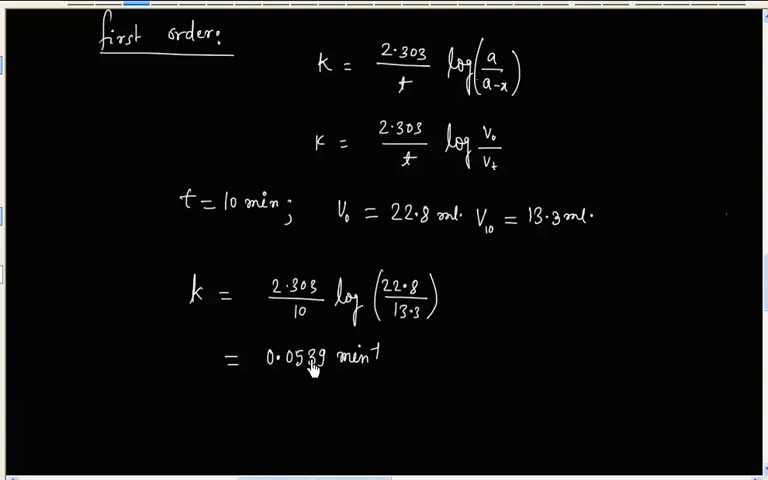 first order:
k = 2.303/t log(a/a-x)
k = 2.303/t log V₀/Vₜ
t = 10 min; V₀ = 22.8 ml. V₁₀ = 13.3 ml.
k = 2.303/10 log (22.8/13.3)
= 0.0539 min⁻¹